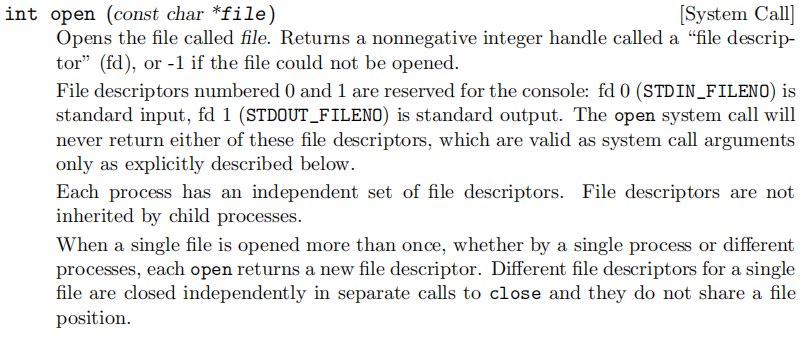 int open (const char *file) [System Call]
Opens the file called file. Returns a nonnegative integer handle called a “file descrip-
tor” (fd), or -1 if the file could not be opened.
File descriptors numbered 0 and 1 are reserved for the console: fd 0 (STDIN_FILENO) is
standard input, fd 1 (STDOUT_FILENO) is standard output. The open system call will
never return either of these file descriptors, which are valid as system call arguments
only as explicitly described below.
Each process has an independent set of file descriptors. File descriptors are not
inherited by child processes.
When a single file is opened more than once, whether by a single process or different
processes, each open returns a new file descriptor. Different file descriptors for a single
file are closed independently in separate calls to close and they do not share a file
position.